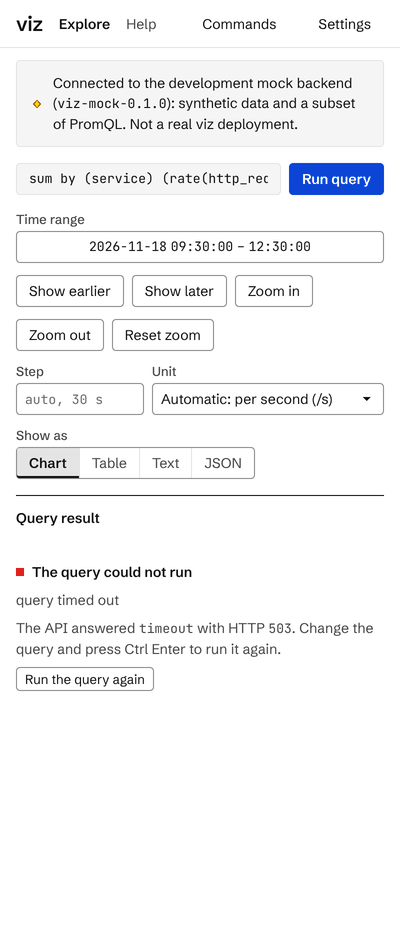 viz Explore Help Commands Settings
Connected to the development mock backend
(viz-mock-0.1.0): synthetic data and a subset
of PromQL. Not a real viz deployment.
sum by (service) (rate(http_rec Run query
Time range
2026-11-18 09:30:00 – 12:30:00
Show earlier Show later Zoom in
Zoom out Reset zoom
Step Unit
auto, 30 s Automatic: per second (/s)
Show as
Chart Table Text JSON
Query result
The query could not run
query timed out
The API answered timeout with HTTP 503. Change the
query and press Ctrl Enter to run it again.
Run the query again